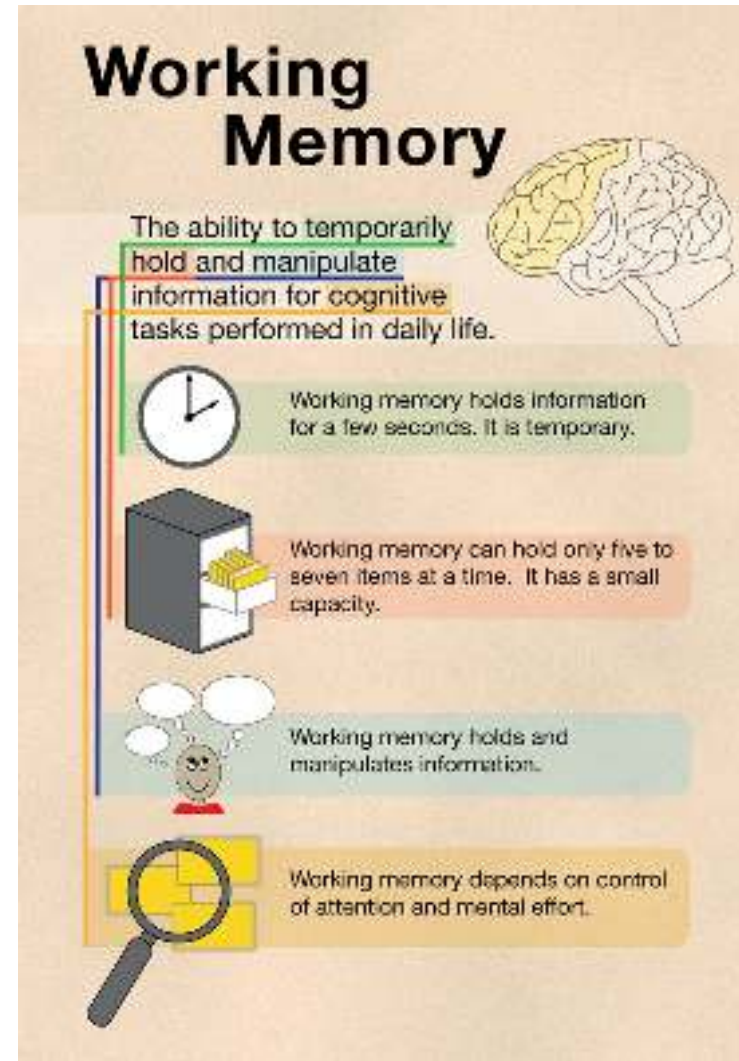 Working
Memory
The ability to temporarily
hold and manipulate
information for cognitive
tasks performed in daily life.
Working memory holds information
for a few seconds. It is temporary.
Working memory can hold only five to
seven items at a time. It has a small
capacity.
Working memory holds and
manipulates information.
Working memory depends on control
of attention and mental effort.